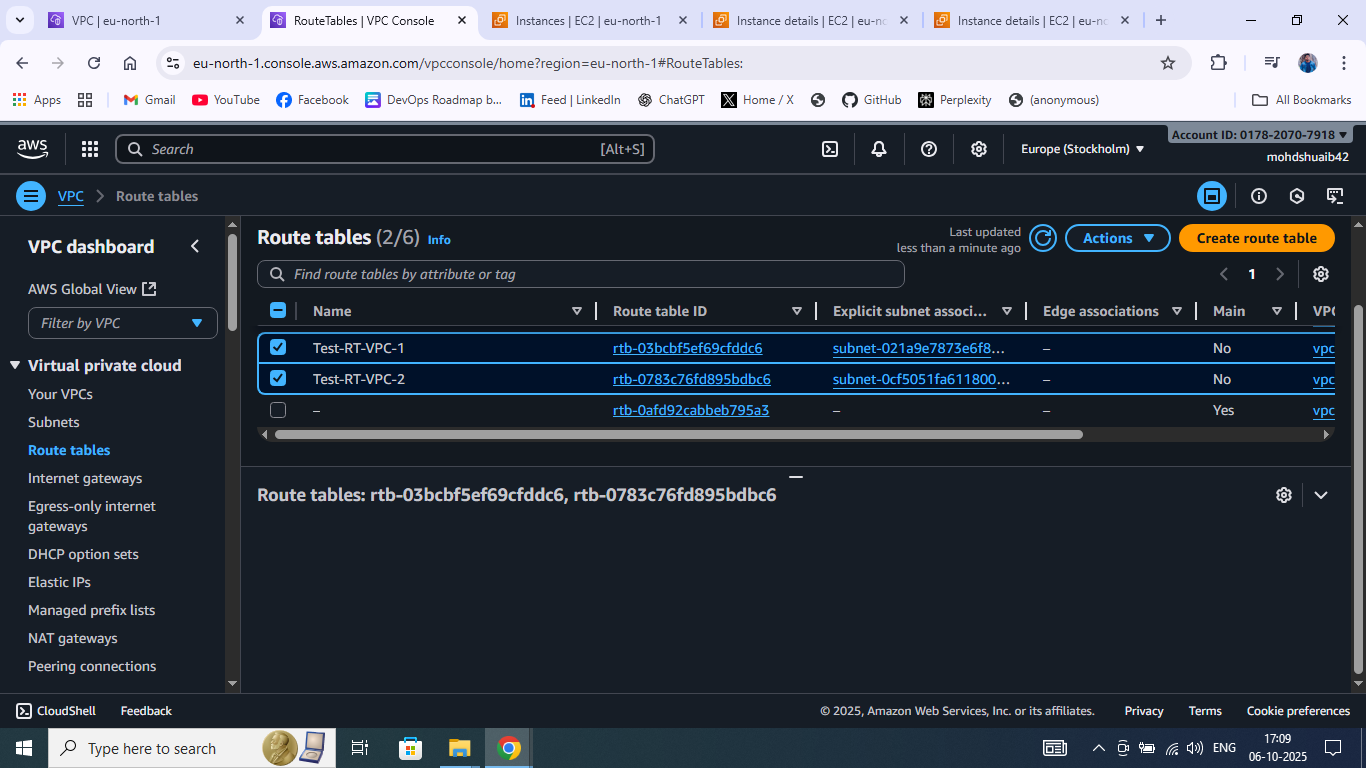 VPC | eu-north-1
RouteTables | VPC Console
Instances | EC2 | eu-north-1
Instance details | EC2 | eu-no
Instance details | EC2 | eu-no
eu-north-1.console.aws.amazon.com/vpcconsole/home?region=eu-north-1#RouteTables:
Apps
Gmail
YouTube
Facebook
DevOps Roadmap b...
Feed | LinkedIn
ChatGPT
Home / X
GitHub
Perplexity
(anonymous)
All Bookmarks
aws
Search [Alt+S]
Europe (Stockholm)
Account ID: 0178-2070-7918
mohdshuaib42
VPC > Route tables
VPC dashboard
AWS Global View
Filter by VPC
Virtual private cloud
Your VPCs
Subnets
Route tables
Internet gateways
Egress-only internet
gateways
DHCP option sets
Elastic IPs
Managed prefix lists
NAT gateways
Peering connections
Route tables (2/6) Info
Last updated
less than a minute ago
Actions
Create route table
Find route tables by attribute or tag
1
Name Route table ID Explicit subnet associ... Edge associations Main VPC
Test-RT-VPC-1 rtb-03bcbf5ef69cfddc6 subnet-021a9e7873e6f8... – No vpc
Test-RT-VPC-2 rtb-0783c76fd895bdbc6 subnet-0cf5051fa611800... – No vpc
– rtb-0afd92cabbeb795a3 – – Yes vpc
Route tables: rtb-03bcbf5ef69cfddc6, rtb-0783c76fd895bdbc6
CloudShell
Feedback
© 2025, Amazon Web Services, Inc. or its affiliates.
Privacy
Terms
Cookie preferences
Type here to search
ENG
17:09
06-10-2025